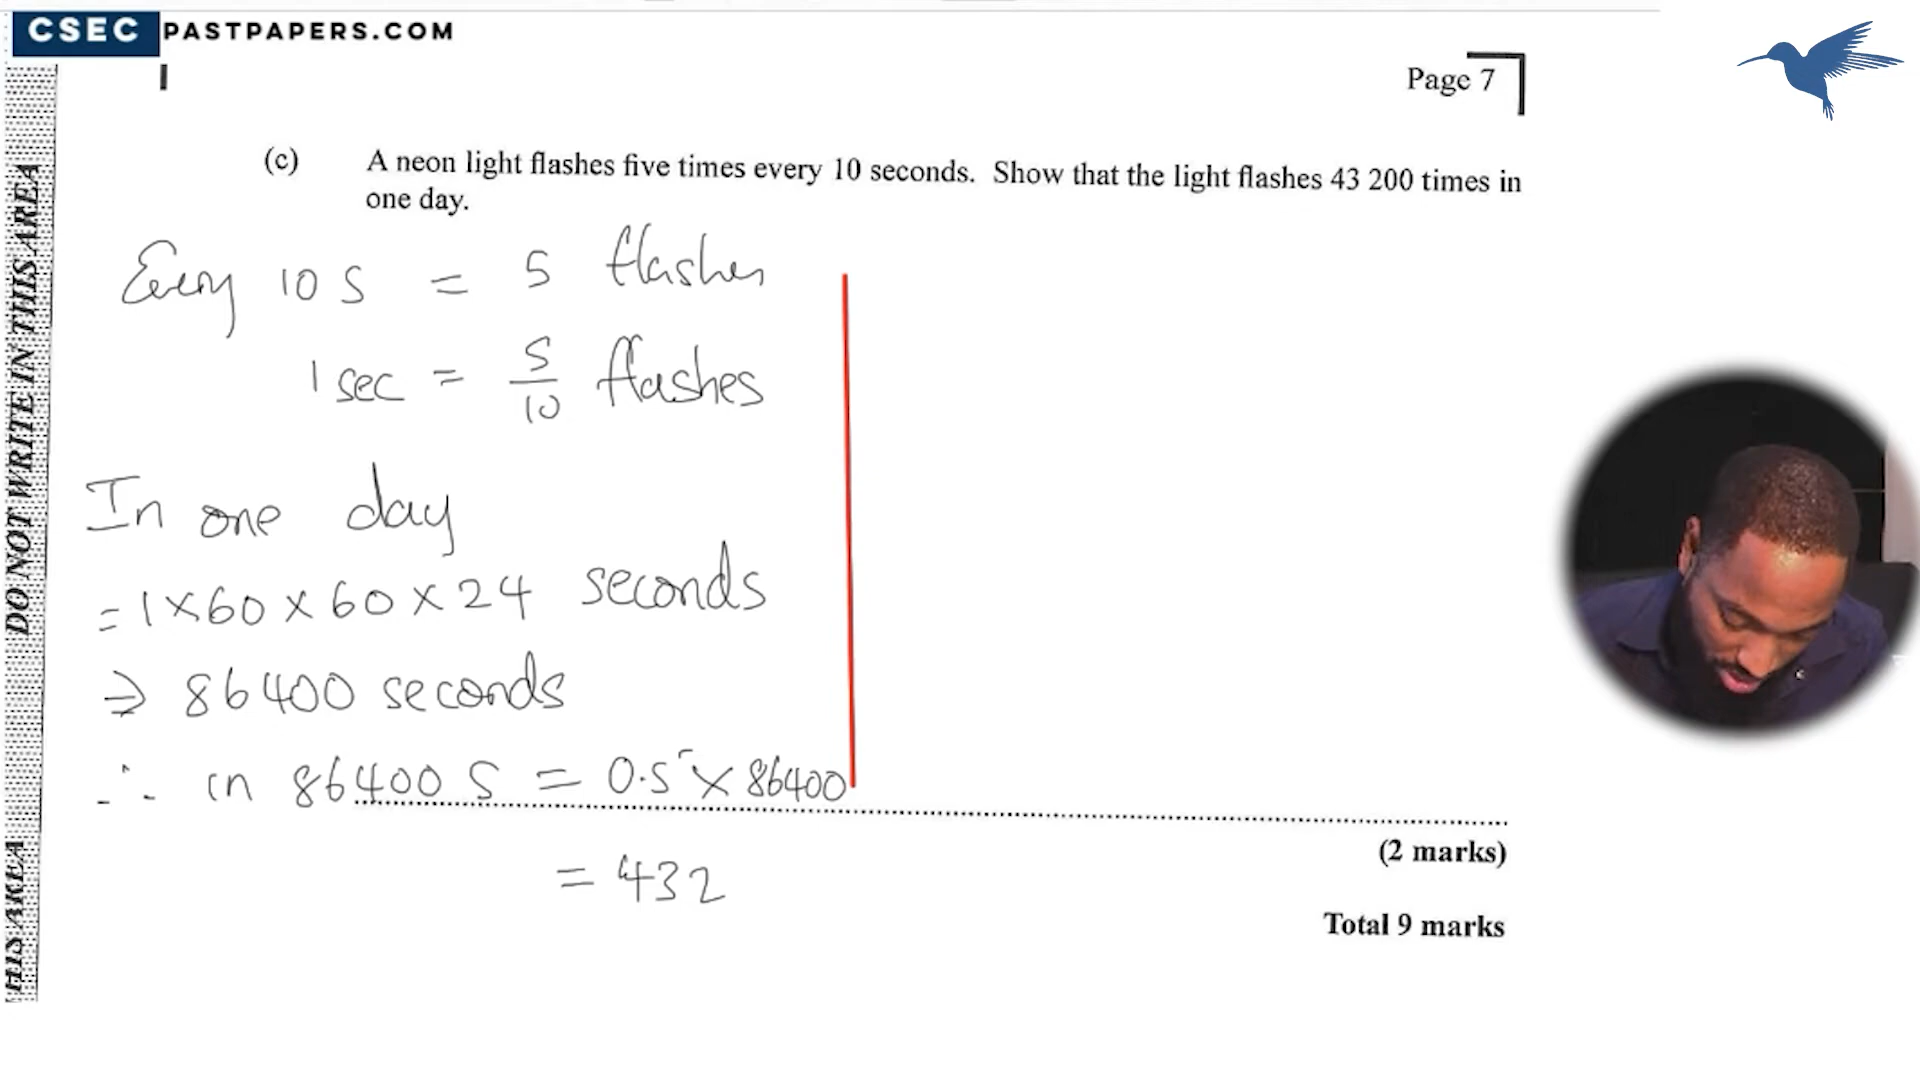 CSEC PASTPAPERS.COM
Page 7
DO NOT WRITE IN THIS AREA
(c) A neon light flashes five times every 10 seconds. Show that the light flashes 43 200 times in
one day.
Every 10 S = 5 flashes
1 sec = 5/10 flashes
In one day
= 1 × 60 × 60 × 24 seconds
⇒ 86400 seconds
∴ in 86400 S = 0.5 × 86400
(2 marks)
= 432
Total 9 marks
HIS AREA